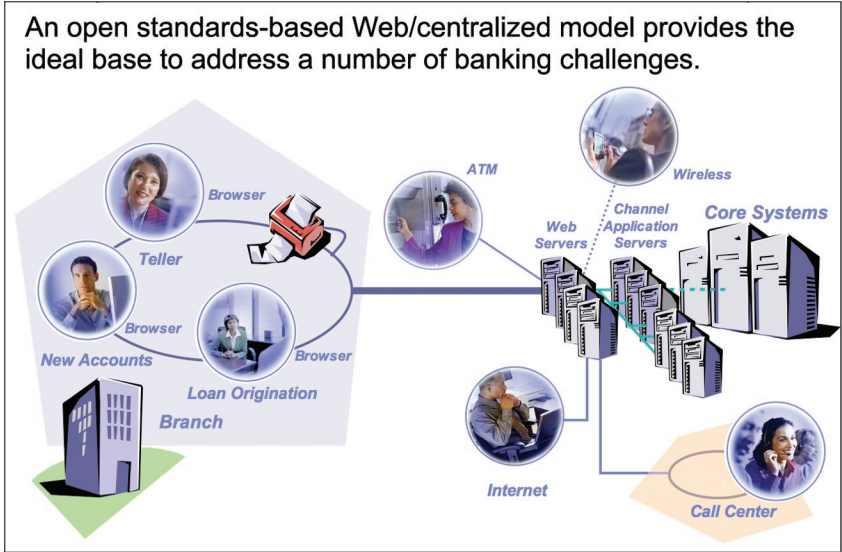 An open standards-based Web/centralized model provides the
ideal base to address a number of banking challenges.
ATM
Wireless
Browser
Teller
Web
Servers
Channel
Application
Servers
Core Systems
Browser
New Accounts
Browser
Loan Origination
Branch
Internet
Call Center